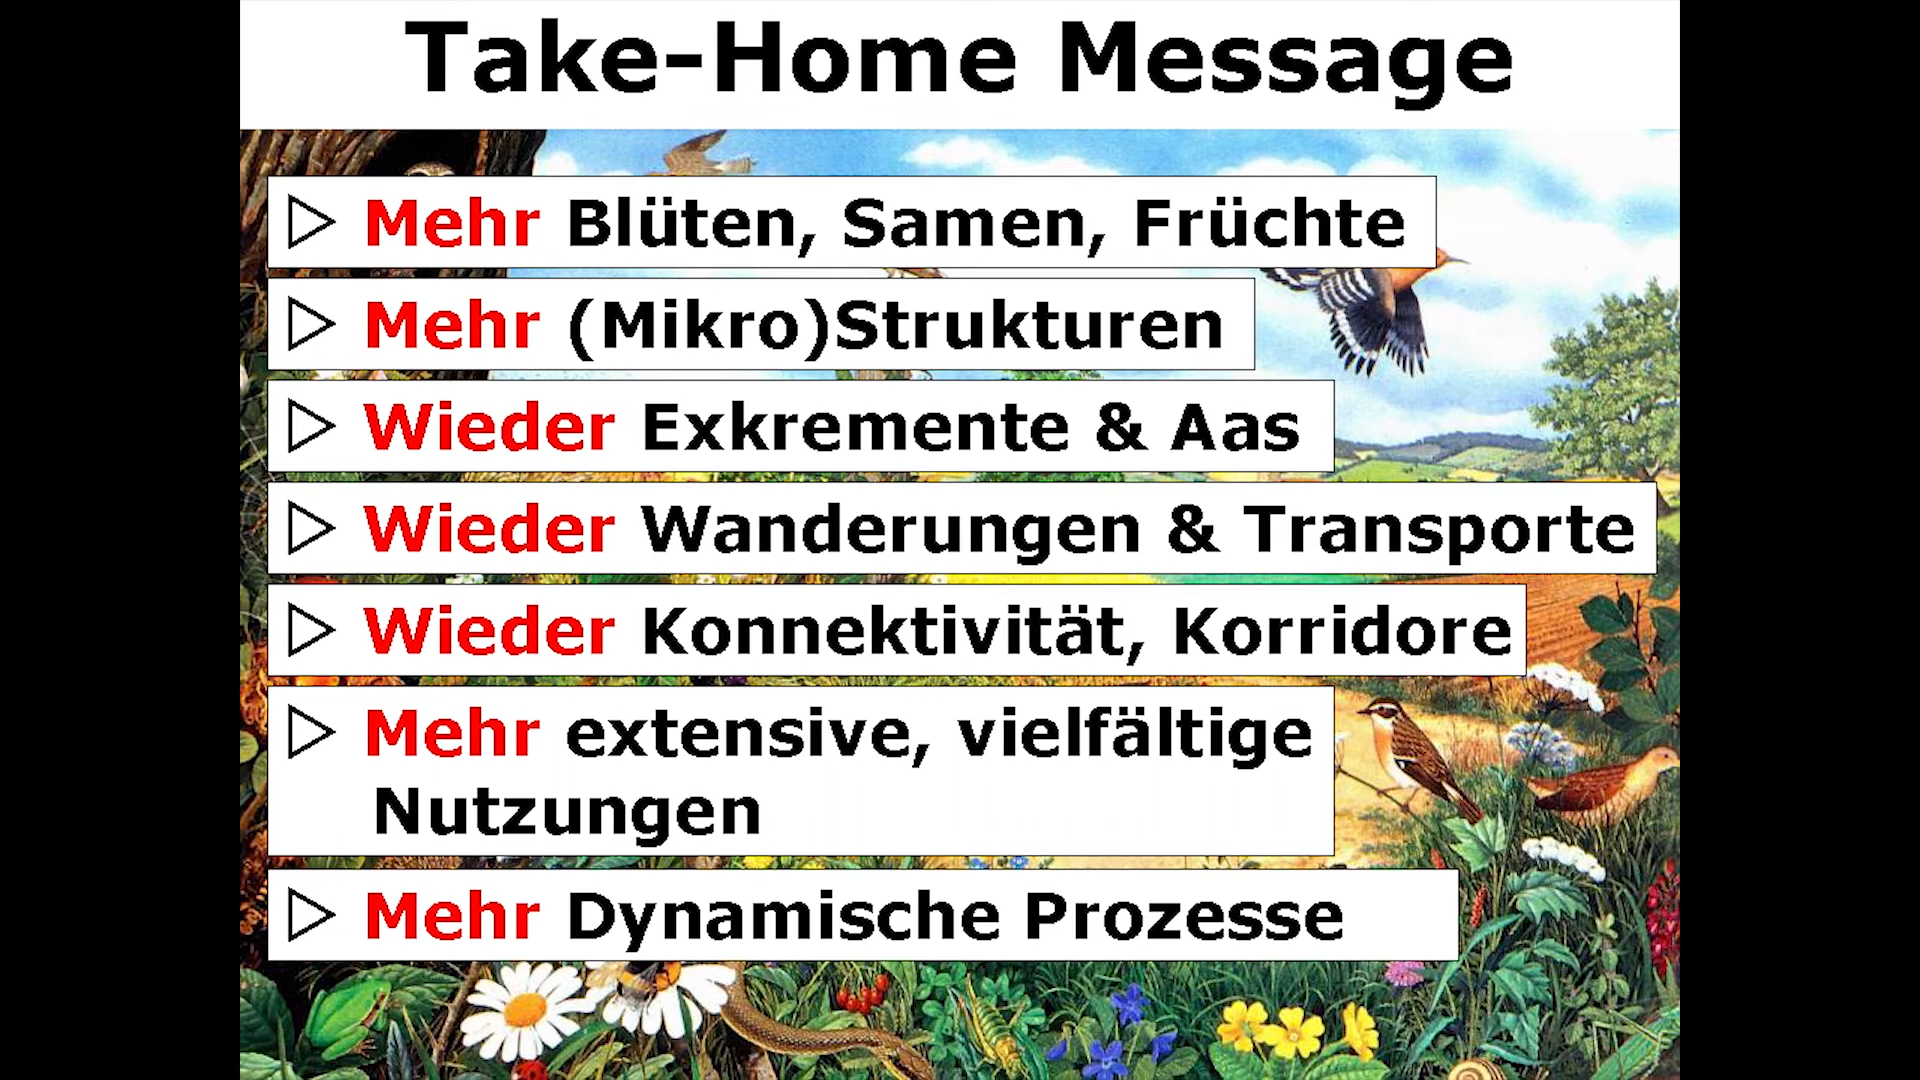 Take-Home Message
▷ Mehr Blüten, Samen, Früchte
▷ Mehr (Mikro)Strukturen
▷ Wieder Exkremente & Aas
▷ Wieder Wanderungen & Transporte
▷ Wieder Konnektivität, Korridore
▷ Mehr extensive, vielfältige
Nutzungen
▷ Mehr Dynamische Prozesse